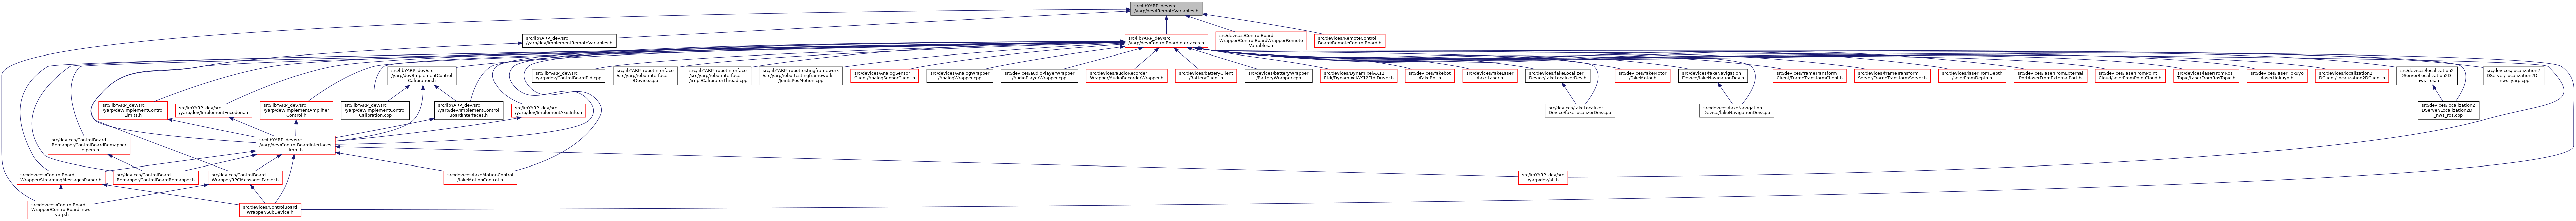 src/libYARP_dev/src
/yarp/dev/IRemoteVariables.h
src/libYARP_dev/src
/yarp/dev/ImplementRemoteVariables.h
src/libYARP_dev/src
/yarp/dev/ControlBoardInterfaces.h
src/devices/ControlBoard
Wrapper/ControlBoardWrapperRemote
Variables.h
src/devices/RemoteControl
Board/RemoteControlBoard.h
src/libYARP_dev/src
/yarp/dev/ImplementControl
Calibration.h
src/libYARP_dev/src
/yarp/dev/ControlBoardPid.cpp
src/libYARP_robotinterface
/src/yarp/robotinterface
/Device.cpp
src/libYARP_robotinterface
/src/yarp/robotinterface
/impl/CalibratorThread.cpp
src/libYARP_robottestingframework
/src/yarp/robottestingframework
/JointsPosMotion.cpp
src/devices/AnalogSensor
Client/AnalogSensorClient.h
src/devices/AnalogWrapper
/AnalogWrapper.cpp
src/devices/audioPlayerWrapper
/AudioPlayerWrapper.cpp
src/devices/audioRecorder
Wrapper/AudioRecorderWrapper.h
src/devices/batteryClient
/BatteryClient.h
src/devices/batteryWrapper
/BatteryWrapper.cpp
src/devices/DynamixelAX12
Ftdi/DynamixelAX12FtdiDriver.h
src/devices/fakebot
/FakeBot.h
src/devices/fakeLaser
/fakeLaser.h
src/devices/fakeLocalizer
Device/fakeLocalizerDev.h
src/devices/fakeMotor
/FakeMotor.h
src/devices/fakeNavigation
Device/fakeNavigationDev.h
src/devices/frameTransform
Client/FrameTransformClient.h
src/devices/frameTransform
Server/FrameTransformServer.h
src/devices/laserFromDepth
/laserFromDepth.h
src/devices/laserFromExternal
Port/laserFromExternalPort.h
src/devices/laserFromPoint
Cloud/laserFromPointCloud.h
src/devices/laserFromRos
Topic/LaserFromRosTopic.h
src/devices/laserHokuyo
/laserHokuyo.h
src/devices/localization2
DClient/Localization2DClient.h
src/devices/localization2
DServer/Localization2D
_nws_ros.h
src/devices/localization2
DServer/Localization2D
_nws_yarp.cpp
src/libYARP_dev/src
/yarp/dev/ImplementControl
Limits.h
src/libYARP_dev/src
/yarp/dev/ImplementEncoders.h
src/libYARP_dev/src
/yarp/dev/ImplementAmplifier
Control.h
src/libYARP_dev/src
/yarp/dev/ImplementControl
Calibration.cpp
src/libYARP_dev/src
/yarp/dev/ImplementControl
BoardInterfaces.h
src/libYARP_dev/src
/yarp/dev/ImplementAxisInfo.h
src/devices/fakeLocalizer
Device/fakeLocalizerDev.cpp
src/devices/fakeNavigation
Device/fakeNavigationDev.cpp
src/devices/localization2
DServer/Localization2D
_nws_ros.cpp
src/devices/ControlBoard
Remapper/ControlBoardRemapper
Helpers.h
src/libYARP_dev/src
/yarp/dev/ControlBoardInterfaces
Impl.h
src/devices/ControlBoard
Wrapper/StreamingMessagesParser.h
src/devices/ControlBoard
Remapper/ControlBoardRemapper.h
src/devices/ControlBoard
Wrapper/RPCMessagesParser.h
src/devices/fakeMotionControl
/fakeMotionControl.h
src/libYARP_dev/src
/yarp/dev/all.h
src/devices/ControlBoard
Wrapper/ControlBoard_nws
_yarp.h
src/devices/ControlBoard
Wrapper/SubDevice.h